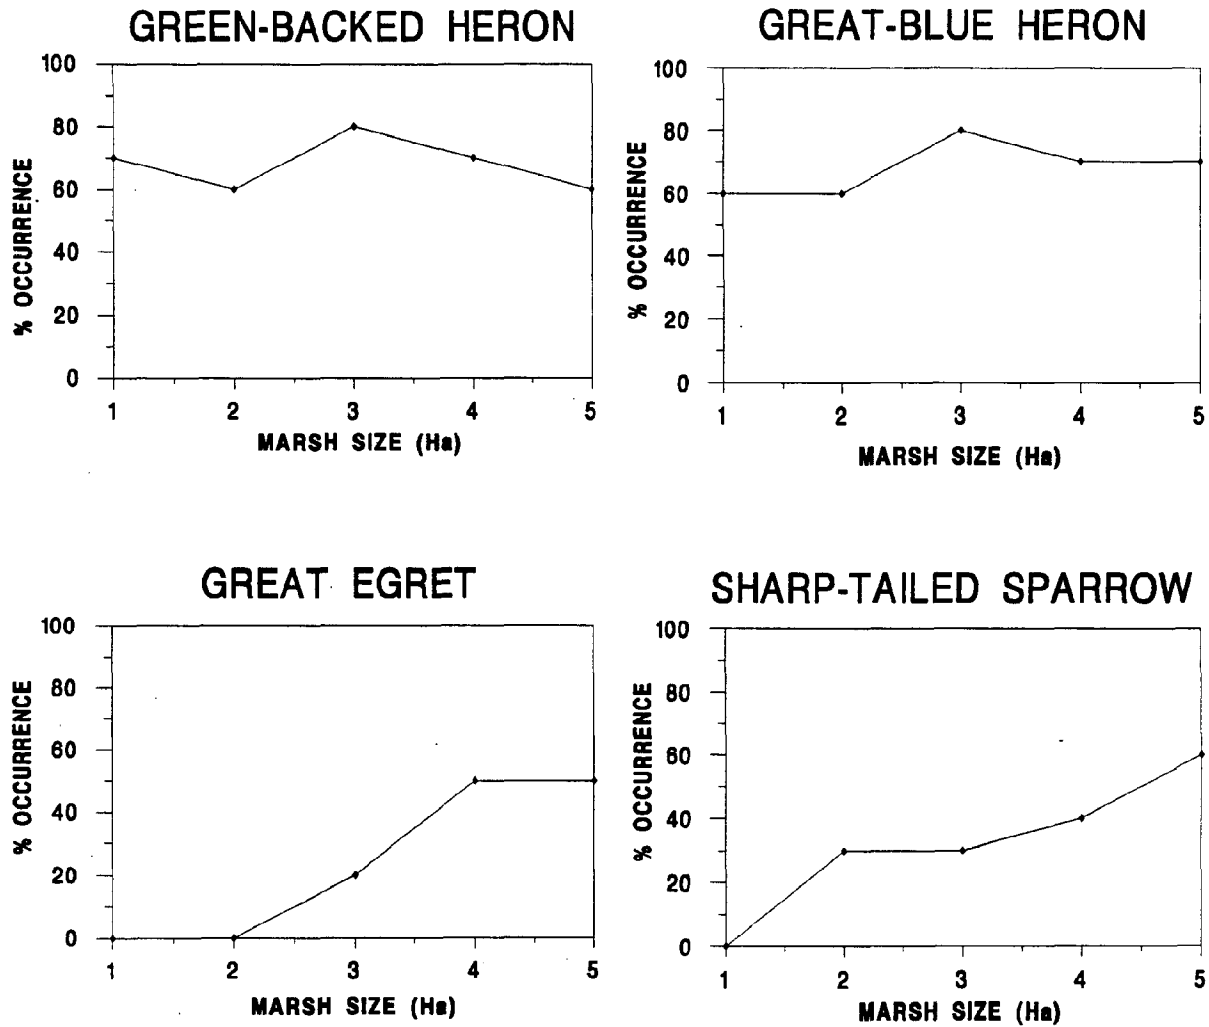 GREEN-BACKED HERON
100
80
60
40
20
0
% OCCURRENCE
1 2 3 4 5
MARSH SIZE (Ha)
GREAT-BLUE HERON
100
80
60
40
20
0
% OCCURRENCE
1 2 3 4 5
MARSH SIZE (Ha)
GREAT EGRET
100
80
60
40
20
0
% OCCURRENCE
1 2 3 4 5
MARSH SIZE (Ha)
SHARP-TAILED SPARROW
100
80
60
40
20
0
% OCCURRENCE
1 2 3 4 5
MARSH SIZE (Ha)